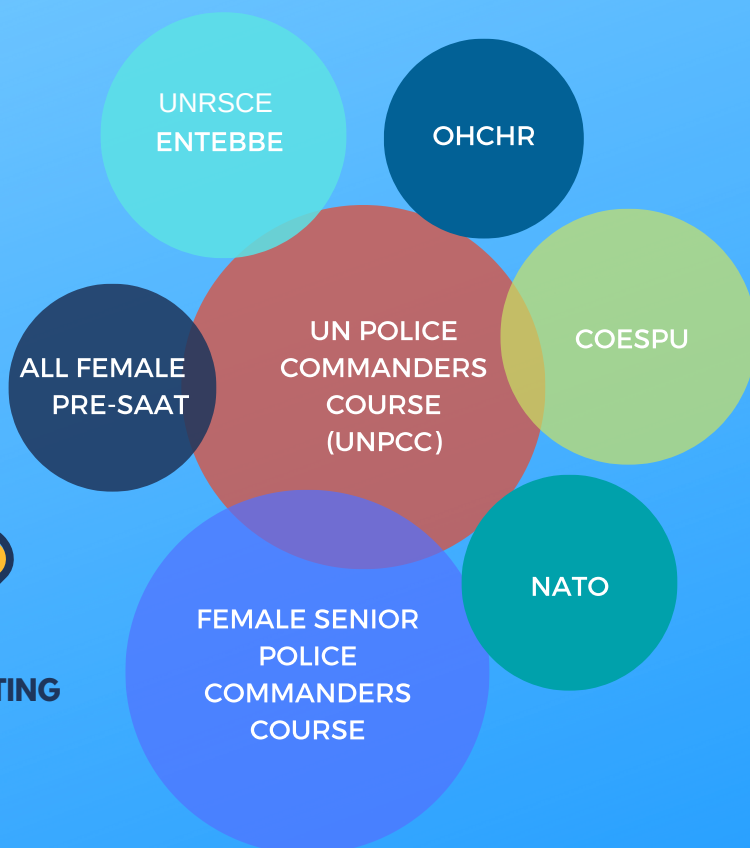 UNRSCE
ENTEBBE
OHCHR
UN POLICE
COMMANDERS
COURSE
(UNPCC)
COESPU
ALL FEMALE
PRE-SAAT
NATO
FEMALE SENIOR
POLICE
COMMANDERS
COURSE
TING